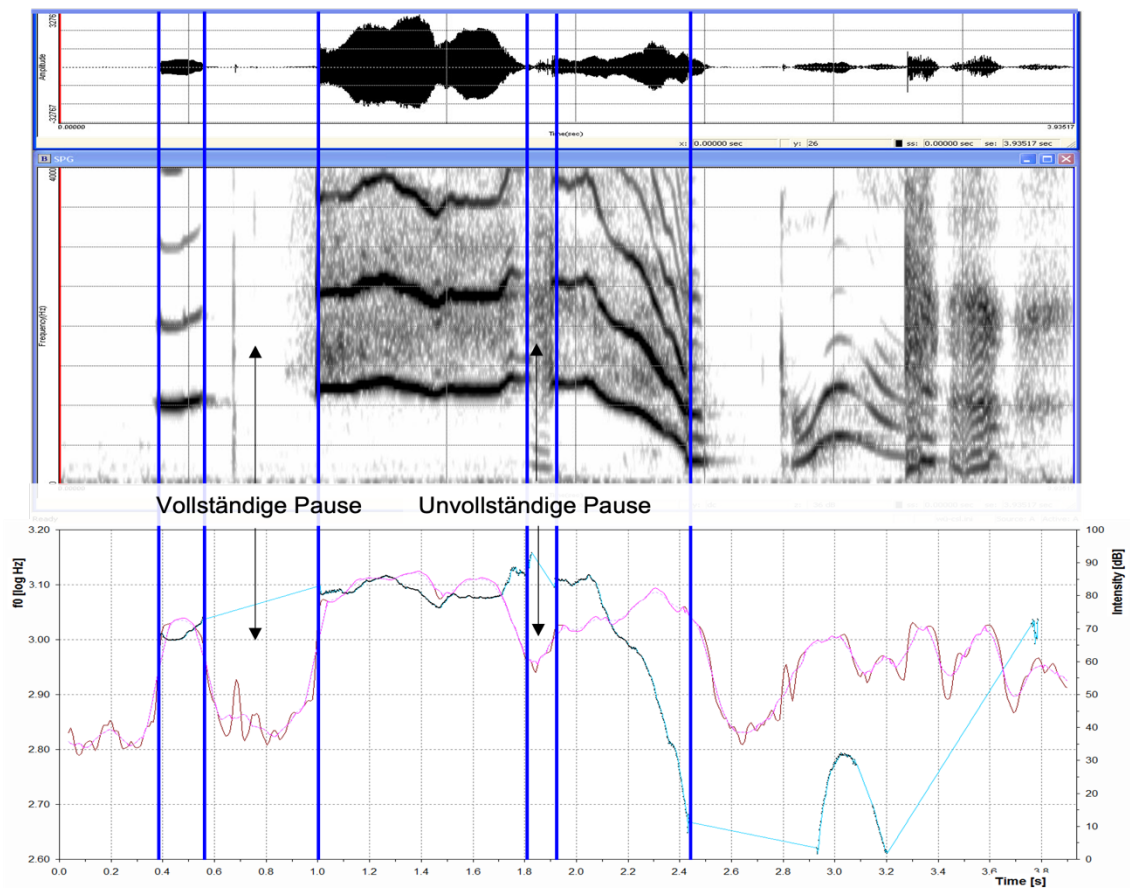 3276
Amplitude
-32767
0.00000
Time(sec)
3.93517
x: 0.00000 sec y: 26 ss: 0.00000 sec se: 3.93517 sec
B SPG
4000
Frequency(Hz)
0
Vollständige Pause Unvollständige Pause
3.20 100
3.10 90
3.00 80
2.90 70
2.80 60
2.70 50
2.60 40
30
20
10
0
f0 [log Hz]
Intensity [dB]
0.0 0.2 0.4 0.6 0.8 1.0 1.2 1.4 1.6 1.8 2.0 2.2 2.4 2.6 2.8 3.0 3.2 3.4 3.6 3.8
Time [s]